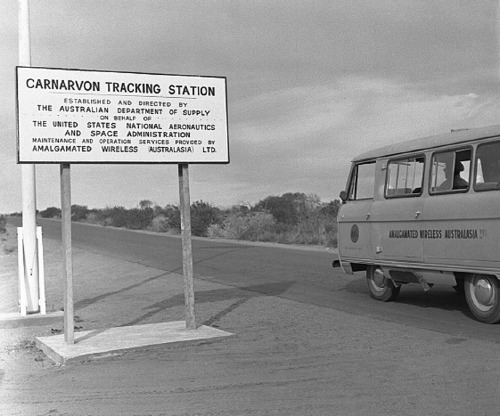 CARNARVON TRACKING STATION
ESTABLISHED AND DIRECTED BY
THE AUSTRALIAN DEPARTMENT OF SUPPLY
ON BEHALF OF
THE UNITED STATES NATIONAL AERONAUTICS
AND SPACE ADMINISTRATION
MAINTENANCE AND OPERATION SERVICES PROVIDED BY
AMALGAMATED WIRELESS (AUSTRALASIA) LTD.
AMALGAMATED WIRELESS AUSTRALASIA